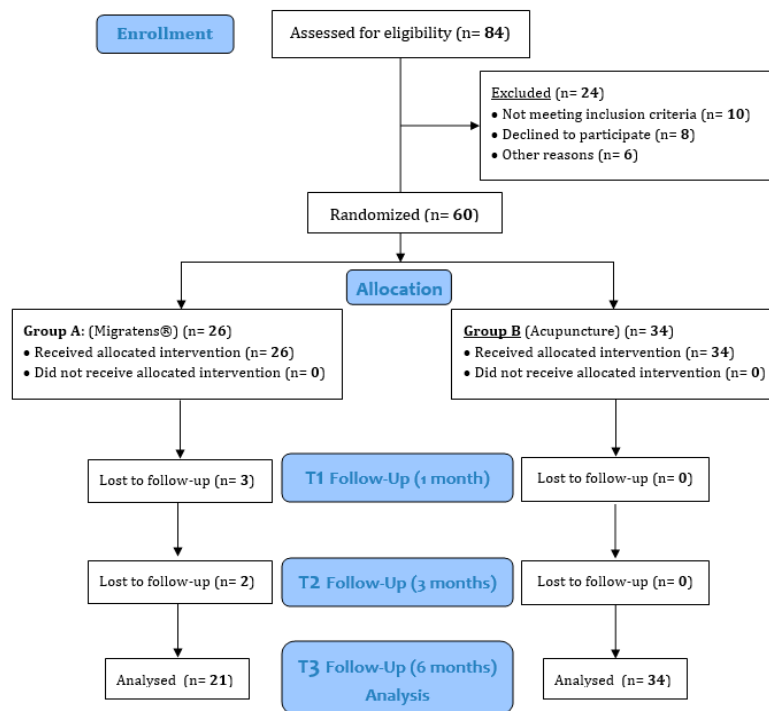 Enrollment
Assessed for eligibility (n= 84)
Excluded (n= 24)
● Not meeting inclusion criteria (n= 10)
● Declined to participate (n= 8)
● Other reasons (n= 6)
Randomized (n= 60)
Allocation
Group A: (Migratens®) (n= 26)
● Received allocated intervention (n= 26)
● Did not receive allocated intervention (n= 0)
Group B (Acupuncture) (n= 34)
● Received allocated intervention (n= 34)
● Did not receive allocated intervention (n= 0)
Lost to follow-up (n= 3)
T1 Follow-Up (1 month)
Lost to follow-up (n= 0)
Lost to follow-up (n= 2)
T2 Follow-Up (3 months)
Lost to follow-up (n= 0)
Analysed (n= 21)
T3 Follow-Up (6 months)
Analysis
Analysed (n= 34)